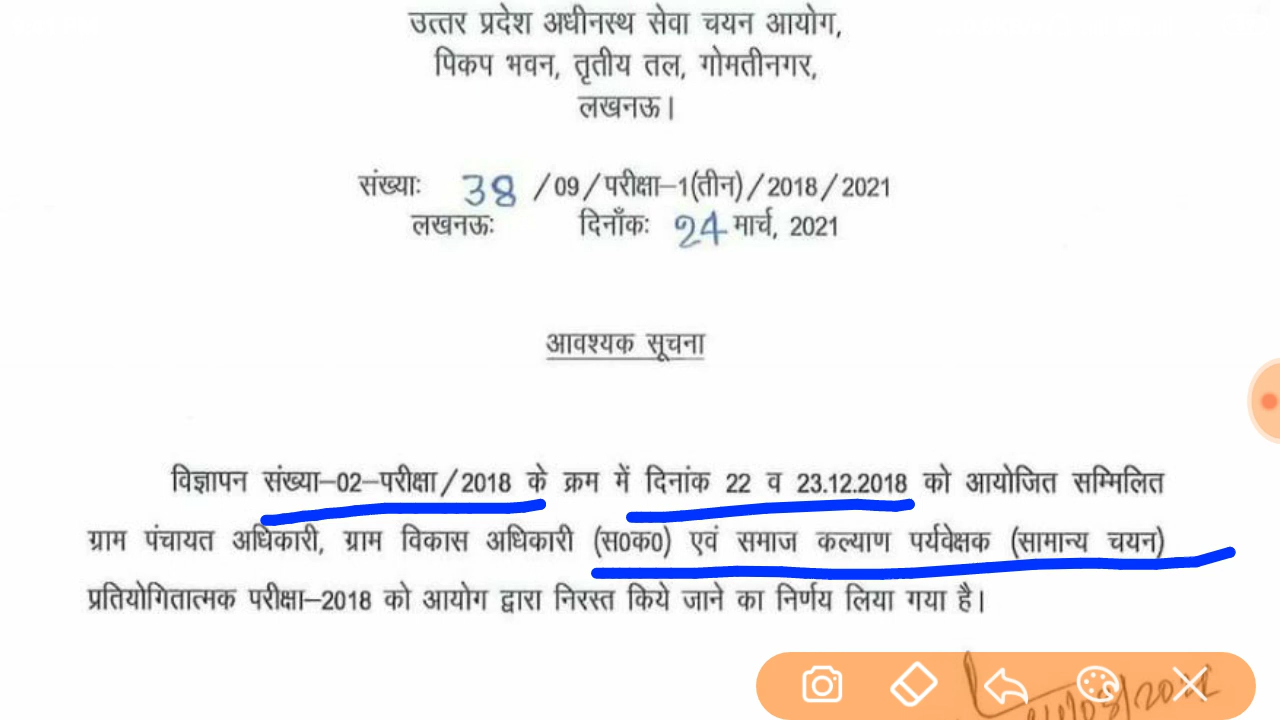 उत्तर प्रदेश अधीनस्थ सेवा चयन आयोग,
पिकप भवन, तृतीय तल, गोमतीनगर,
लखनऊ।
संख्याः 38 /09/परीक्षा–1(तीन)/2018/2021
लखनऊः दिनाँकः 24 मार्च, 2021
आवश्यक सूचना
विज्ञापन संख्या–02–परीक्षा/2018 के क्रम में दिनांक 22 व 23.12.2018 को आयोजित सम्मिलित
ग्राम पंचायत अधिकारी, ग्राम विकास अधिकारी (स0क0) एवं समाज कल्याण पर्यवेक्षक (सामान्य चयन)
प्रतियोगितात्मक परीक्षा–2018 को आयोग द्वारा निरस्त किये जाने का निर्णय लिया गया है।